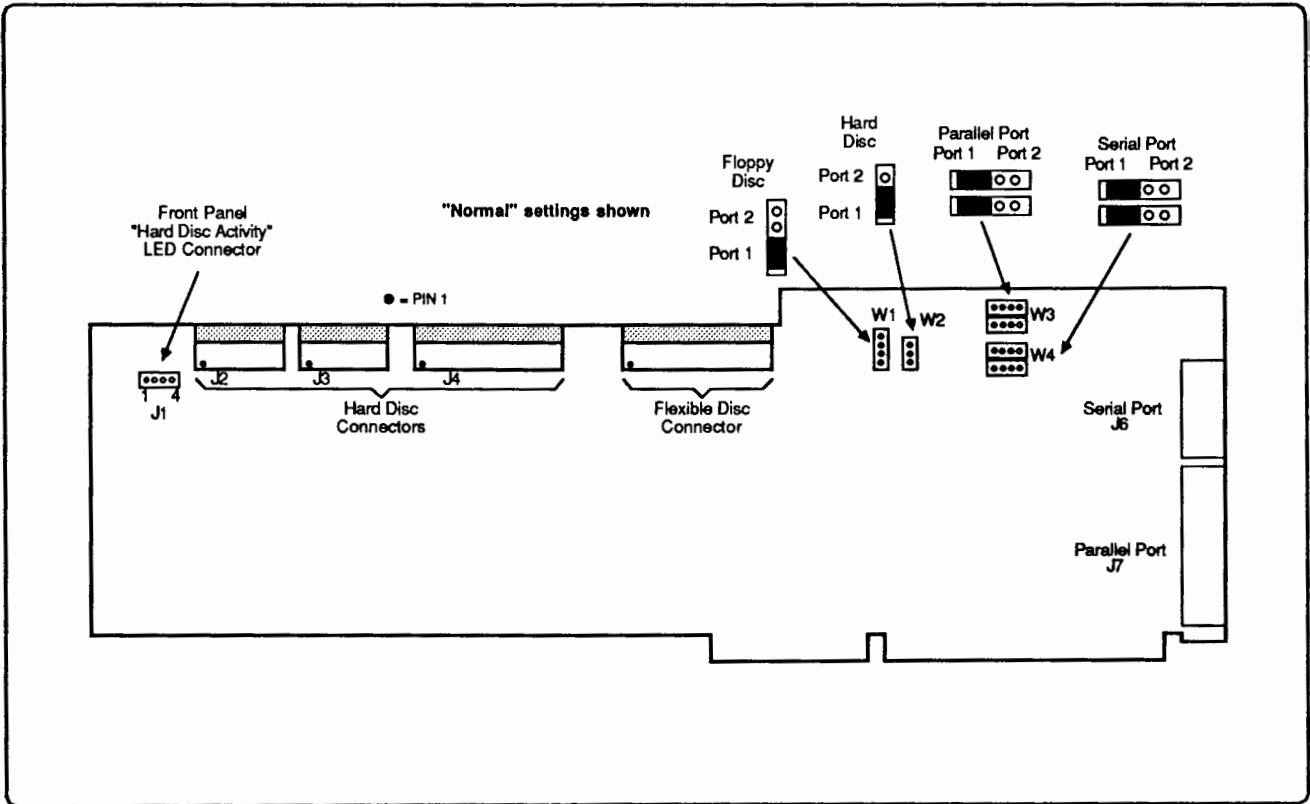 Hard
Disc
Port 2
Port 1
Parallel Port
Port 1 Port 2
Serial Port
Port 1 Port 2
Floppy
Disc
Port 2
Port 1
"Normal" settings shown
Front Panel
"Hard Disc Activity"
LED Connector
● = PIN 1
W1
W2
W3
W4
J2
J3
J4
1 4
J1
Hard Disc
Connectors
Flexible Disc
Connector
Serial Port
J6
Parallel Port
J7